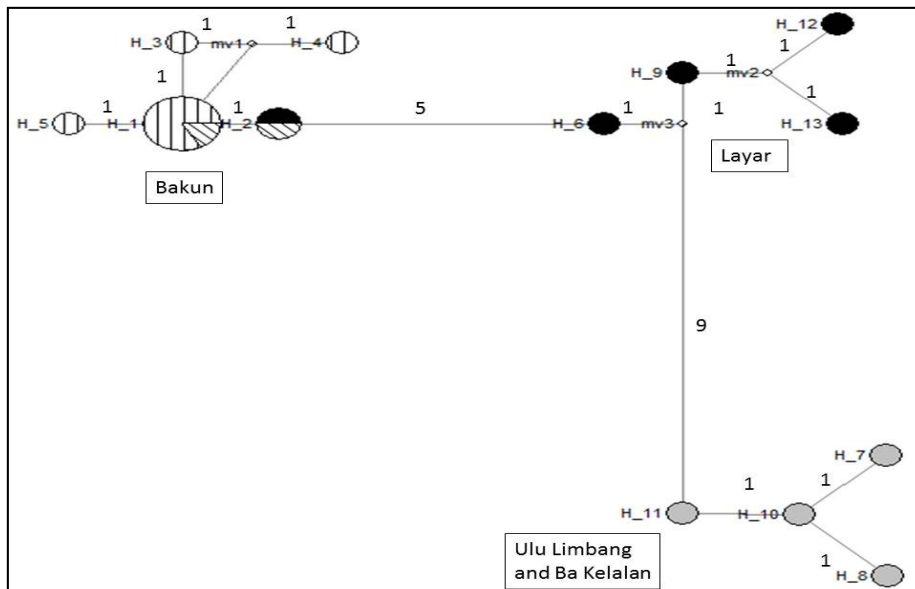 1 1 H_12
H_3 mv1 H_4 1
1 H_9 1 mv2
1 1 1
H_5 H_1 H_2 5 H_6 1 mv3 1 H_13
Layar
Bakun
9
H_7
1 1
H_11 H_10
Ulu Limbang
and Ba Kelalan
1 H_8